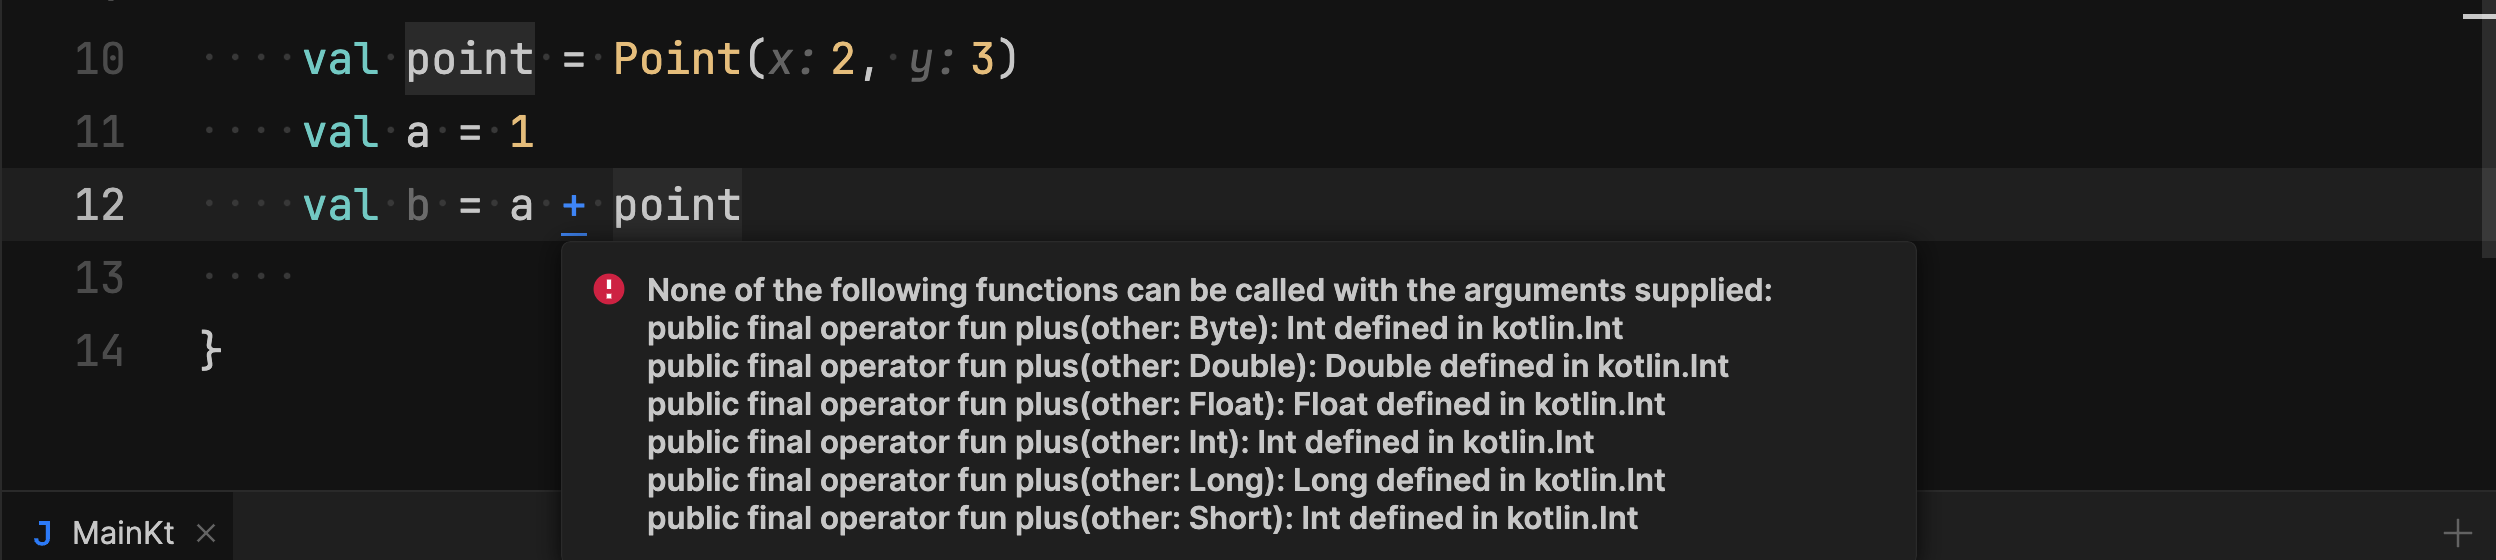 10 val point = Point(x: 2, y: 3)
11 val a = 1
12 val b = a + point
13
14 }
None of the following functions can be called with the arguments supplied:
public final operator fun plus(other: Byte): Int defined in kotlin.Int
public final operator fun plus(other: Double): Double defined in kotlin.Int
public final operator fun plus(other: Float): Float defined in kotlin.Int
public final operator fun plus(other: Int): Int defined in kotlin.Int
public final operator fun plus(other: Long): Long defined in kotlin.Int
public final operator fun plus(other: Short): Int defined in kotlin.Int
MainKt